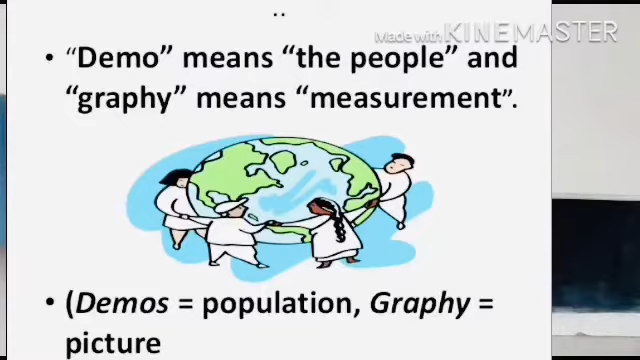 ..
Made with KINEMASTER
• “Demo” means “the people” and
“graphy” means “measurement”.
• (Demos = population, Graphy =
picture